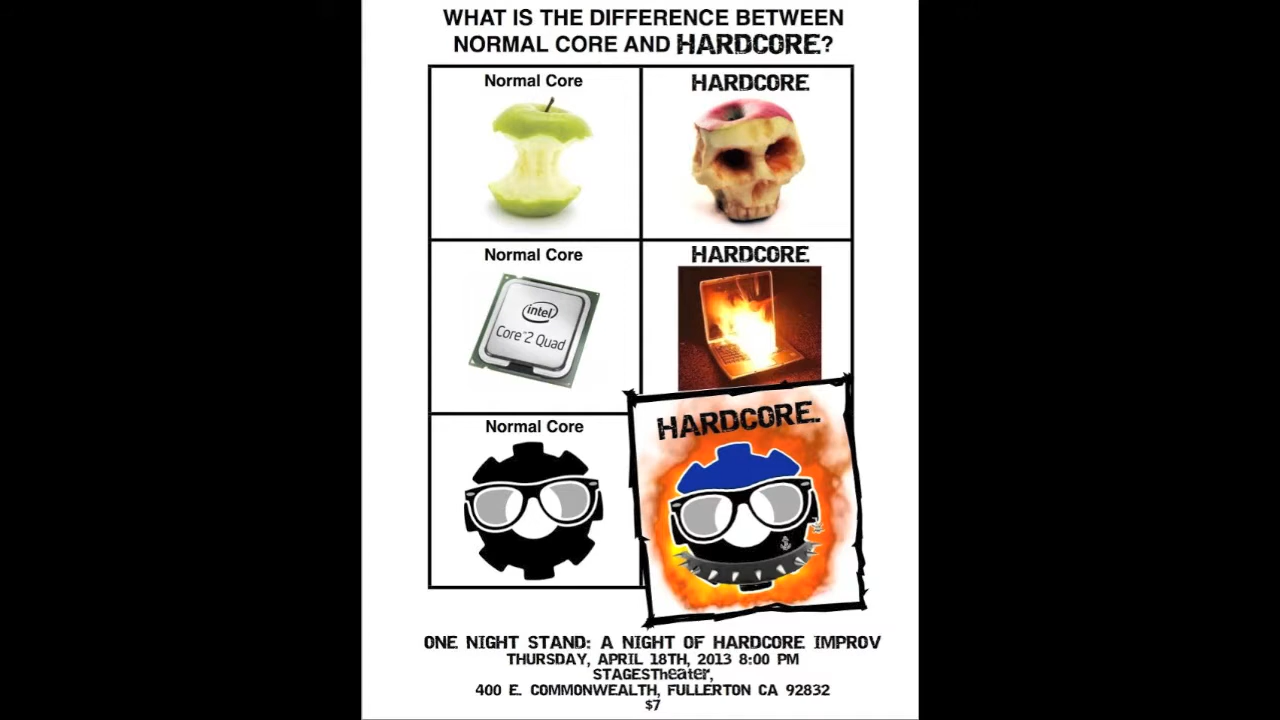 WHAT IS THE DIFFERENCE BETWEEN
NORMAL CORE AND HARDCORE?
Normal Core
HARDCORE.
Normal Core
HARDCORE.
intel
Core™2 Quad
Normal Core
HARDCORE.
ONE NIGHT STAND: A NIGHT OF HARDCORE IMPROV
THURSDAY, APRIL 18TH, 2013 8:00 PM
STAGESTheater,
400 E. COMMONWEALTH, FULLERTON CA 92832
$7